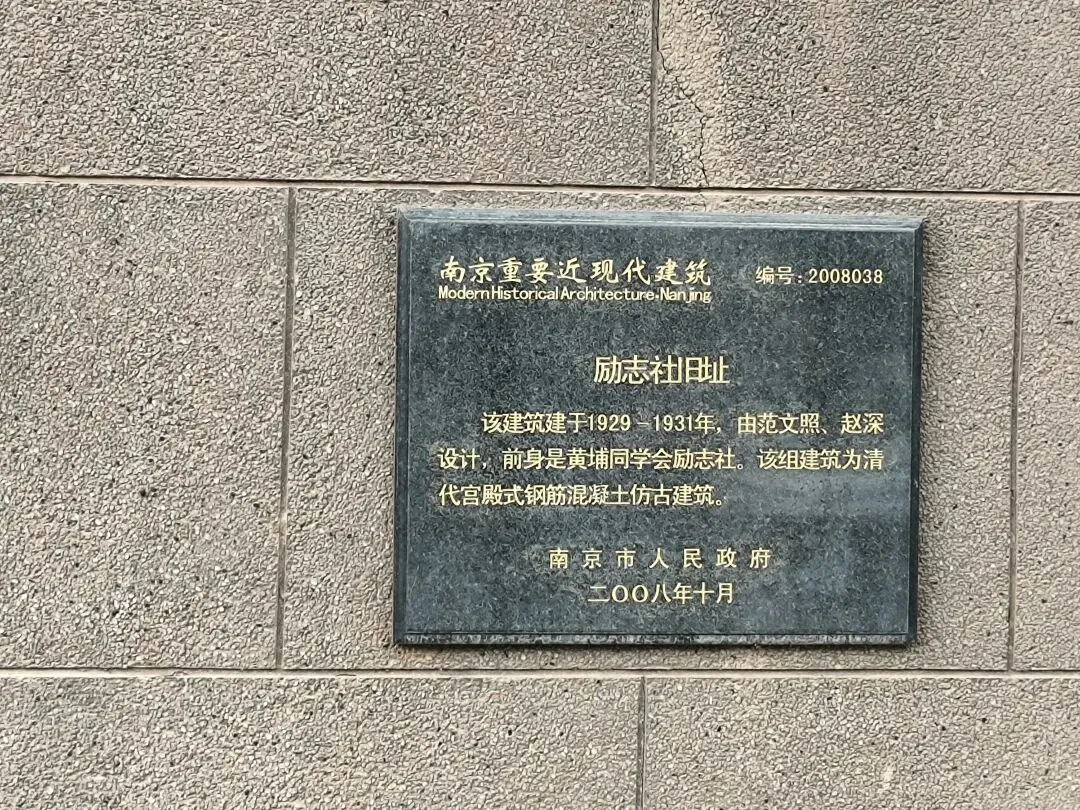 南京重要近现代建筑 编号:2008038
Modern Historical Architecture·Nanjing
励志社旧址
该建筑建于1929-1931年,由范文照、赵深
设计,前身是黄埔同学会励志社。该组建筑为清
代宫殿式钢筋混凝土仿古建筑。
南京市人民政府
二〇〇八年十月